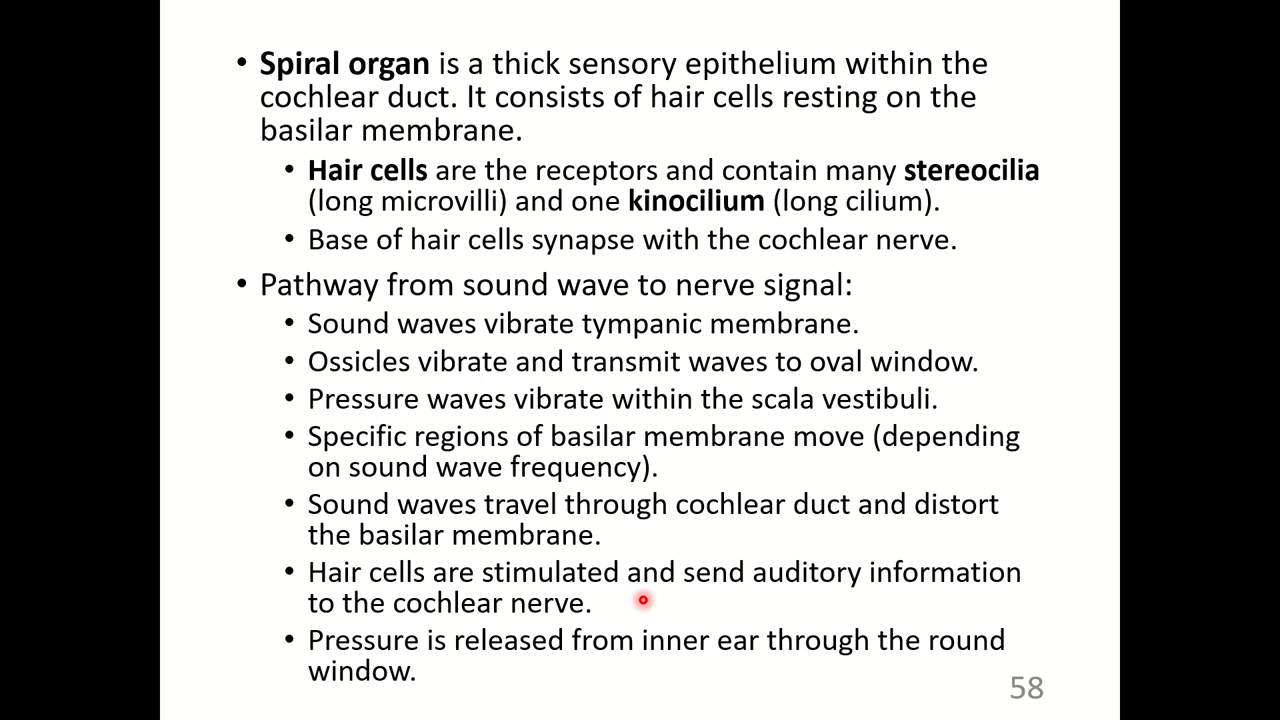 • Spiral organ is a thick sensory epithelium within the
cochlear duct. It consists of hair cells resting on the
basilar membrane.
• Hair cells are the receptors and contain many stereocilia
(long microvilli) and one kinocilium (long cilium).
• Base of hair cells synapse with the cochlear nerve.
• Pathway from sound wave to nerve signal:
• Sound waves vibrate tympanic membrane.
• Ossicles vibrate and transmit waves to oval window.
• Pressure waves vibrate within the scala vestibuli.
• Specific regions of basilar membrane move (depending
on sound wave frequency).
• Sound waves travel through cochlear duct and distort
the basilar membrane.
• Hair cells are stimulated and send auditory information
to the cochlear nerve.
• Pressure is released from inner ear through the round
window.
58